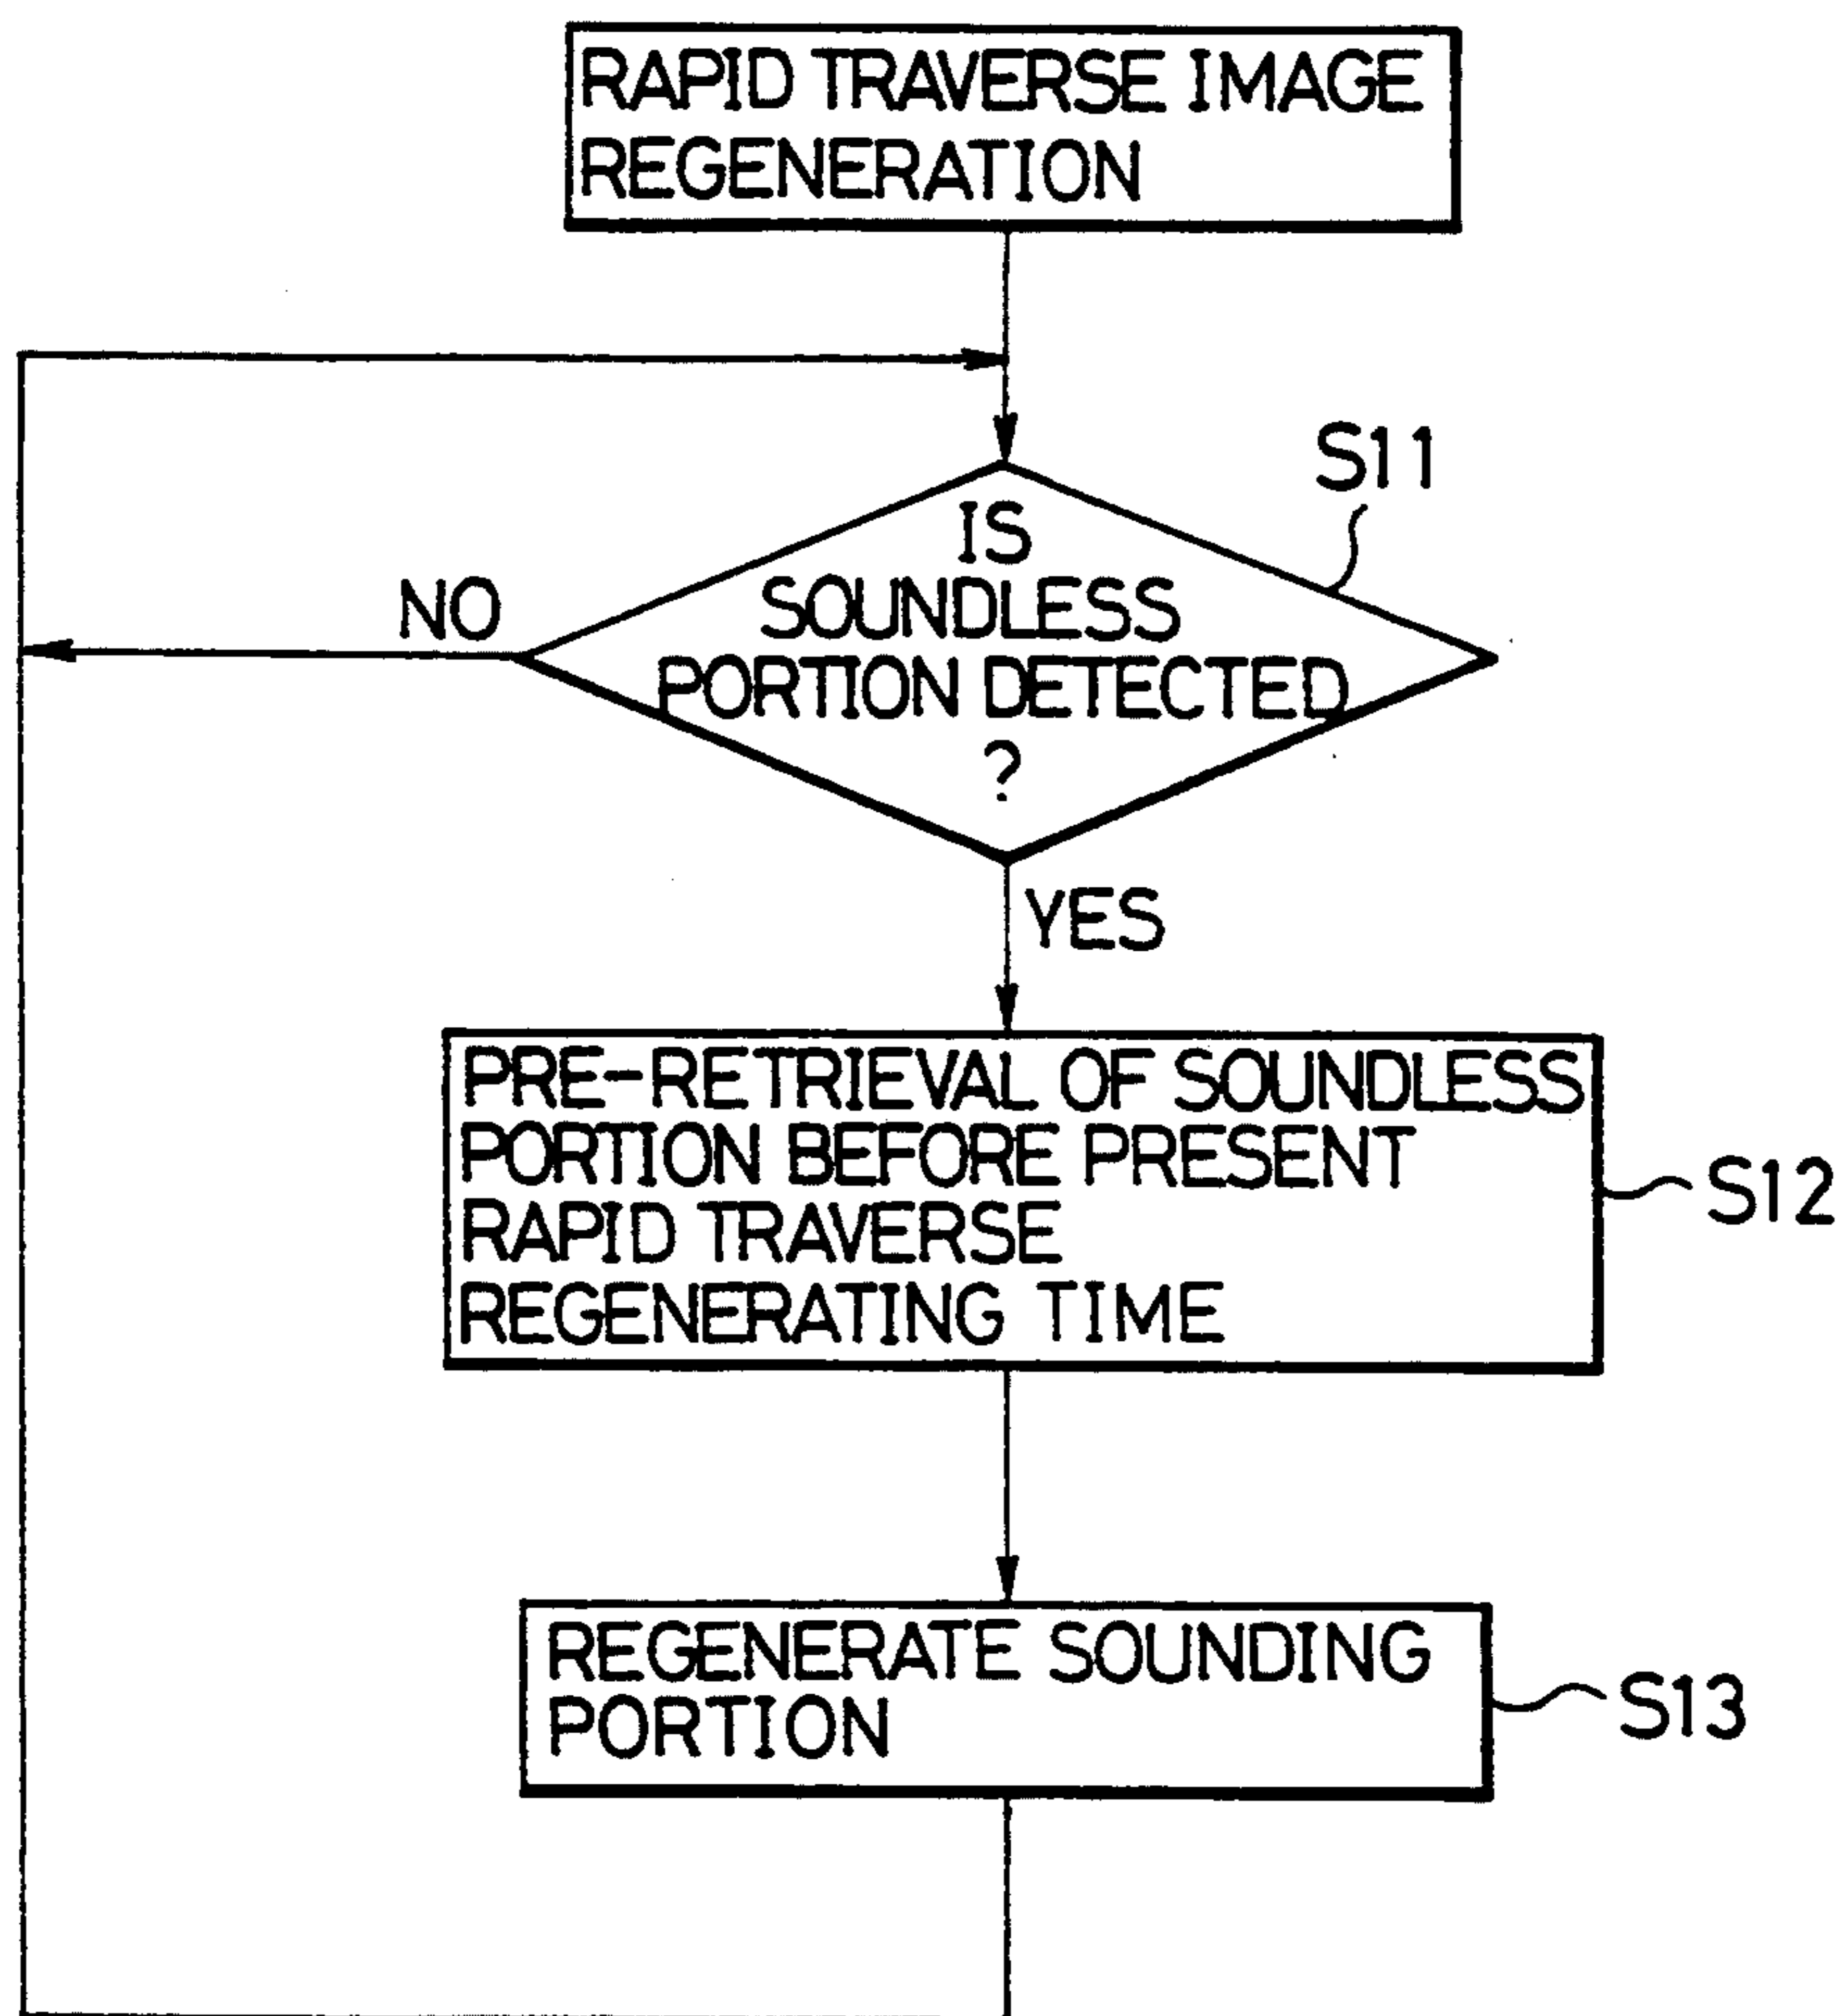 RAPID TRAVERSE IMAGE
REGENERATION
S11
IS
SOUNDLESS
PORTION DETECTED
?
NO
YES
PRE-RETRIEVAL OF SOUNDLESS
PORTION BEFORE PRESENT
RAPID TRAVERSE
REGENERATING TIME
S12
REGENERATE SOUNDING
PORTION
S13